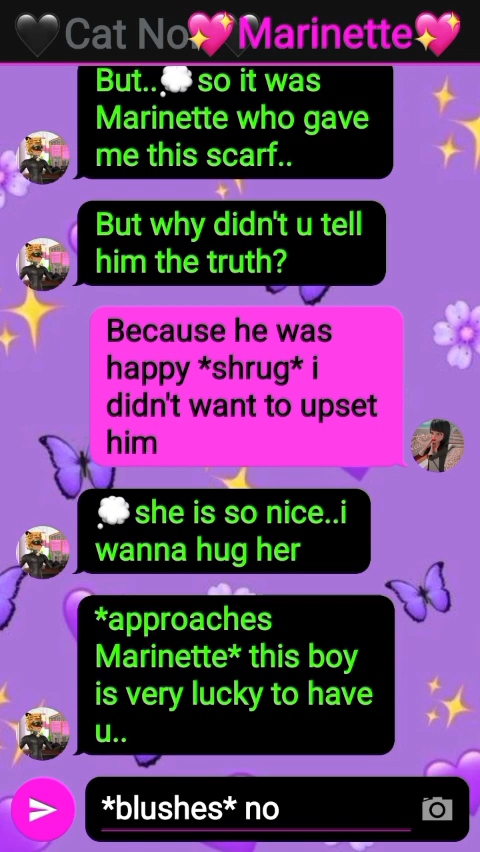 🖤Cat No💖Marinette💖
But..💭so it was
Marinette who gave
me this scarf..
But why didn't u tell
him the truth?
Because he was
happy *shrug* i
didn't want to upset
him
💭she is so nice..i
wanna hug her
*approaches
Marinette* this boy
is very lucky to have
u..
*blushes* no